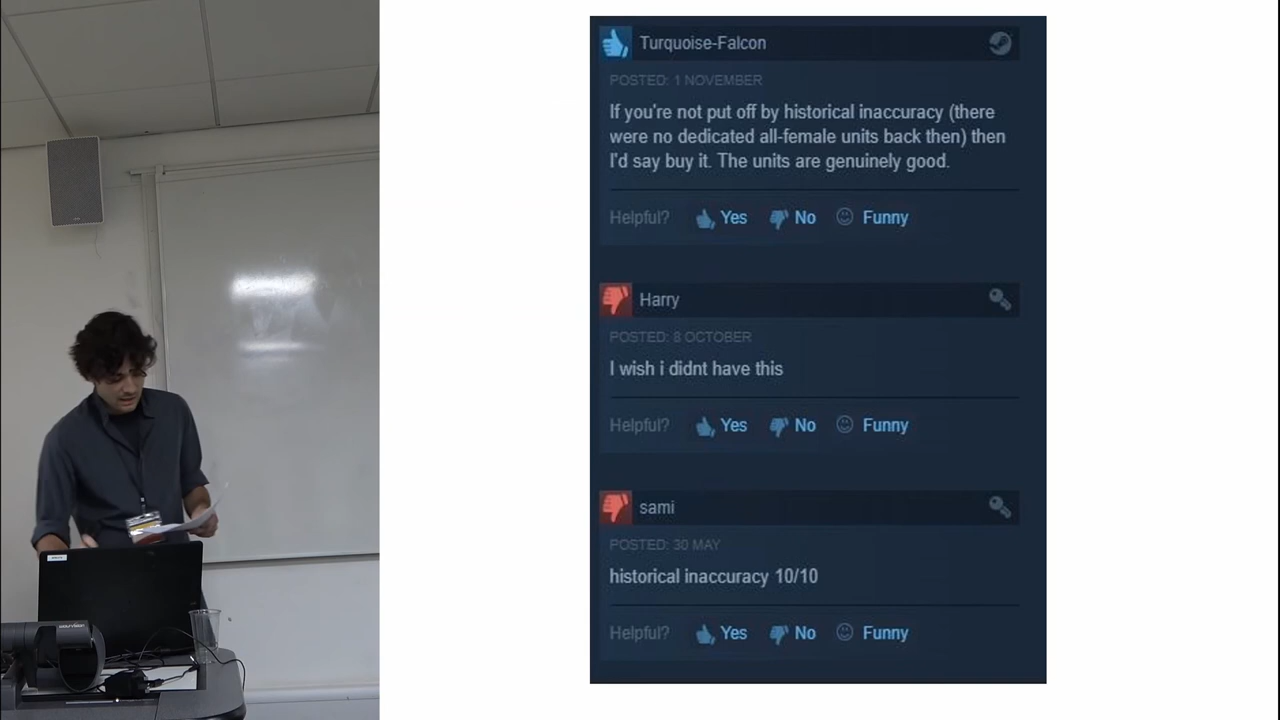 Turquoise-Falcon
POSTED: 1 NOVEMBER
If you're not put off by historical inaccuracy (there
were no dedicated all-female units back then) then
I'd say buy it. The units are genuinely good.
Helpful? Yes No Funny
Harry
POSTED: 8 OCTOBER
I wish i didnt have this
Helpful? Yes No Funny
sami
POSTED: 30 MAY
historical inaccuracy 10/10
Helpful? Yes No Funny